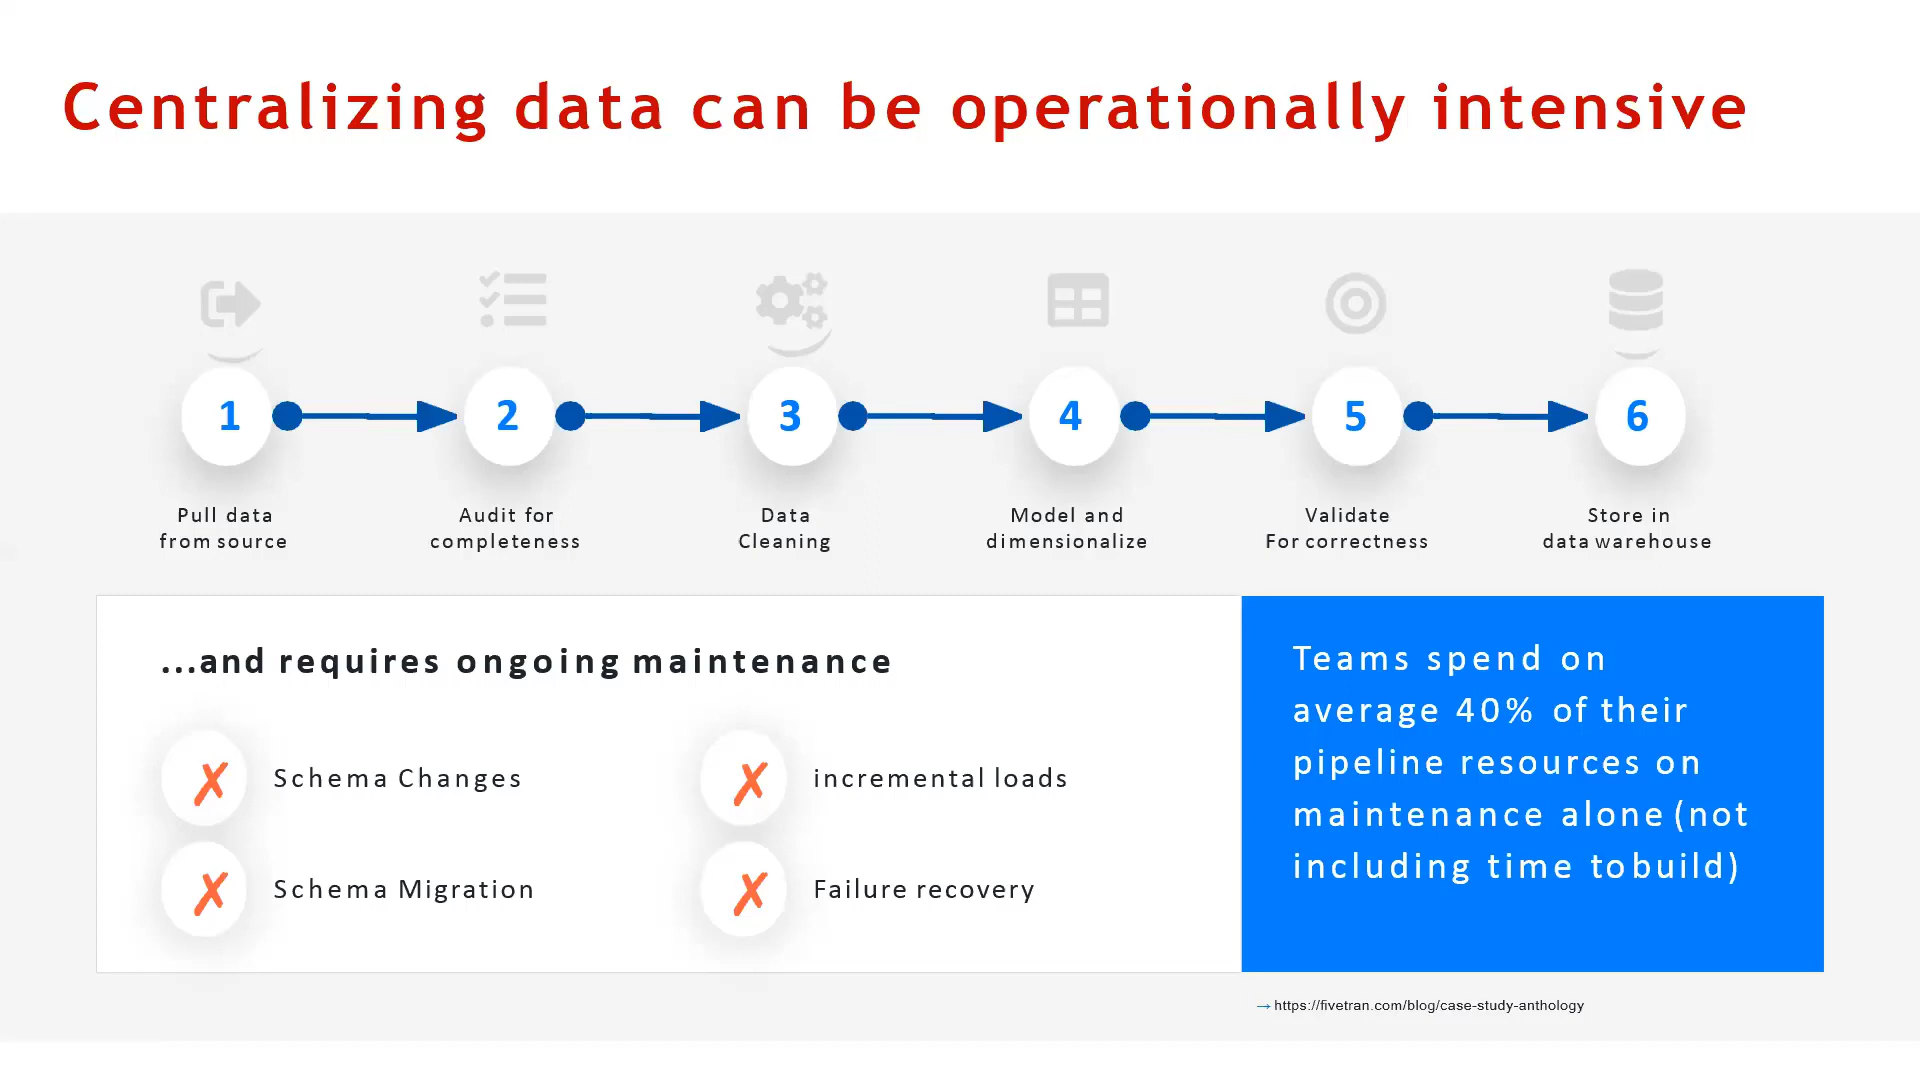 Centralizing data can be operationally intensive
1
2
3
4
5
6
Pull data
from source
Audit for
completeness
Data
Cleaning
Model and
dimensionalize
Validate
For correctness
Store in
data warehouse
...and requires ongoing maintenance
✗ Schema Changes
✗ incremental loads
✗ Schema Migration
✗ Failure recovery
Teams spend on
average 40% of their
pipeline resources on
maintenance alone (not
including time tobuild)
→ https://fivetran.com/blog/case-study-anthology